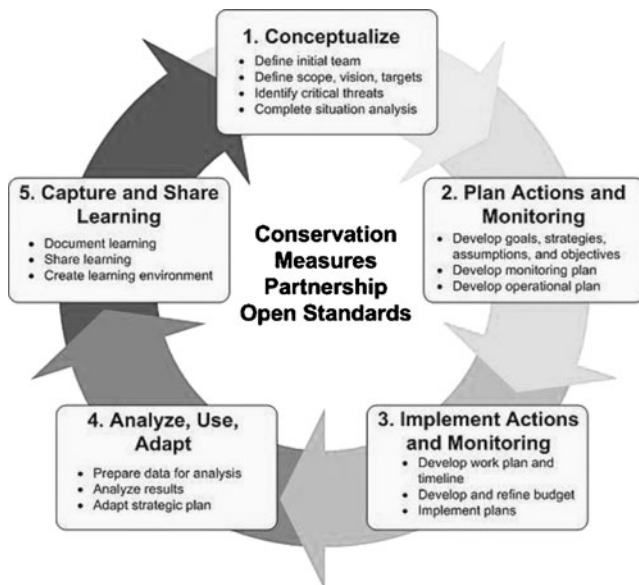 1. Conceptualize
• Define initial team
• Define scope, vision, targets
• Identify critical threats
• Complete situation analysis
2. Plan Actions and
Monitoring
• Develop goals, strategies,
assumptions, and objectives
• Develop monitoring plan
• Develop operational plan
3. Implement Actions
and Monitoring
• Develop work plan and
timeline
• Develop and refine budget
• Implement plans
4. Analyze, Use,
Adapt
• Prepare data for analysis
• Analyze results
• Adapt strategic plan
5. Capture and Share
Learning
• Document learning
• Share learning
• Create learning environment
Conservation
Measures
Partnership
Open Standards